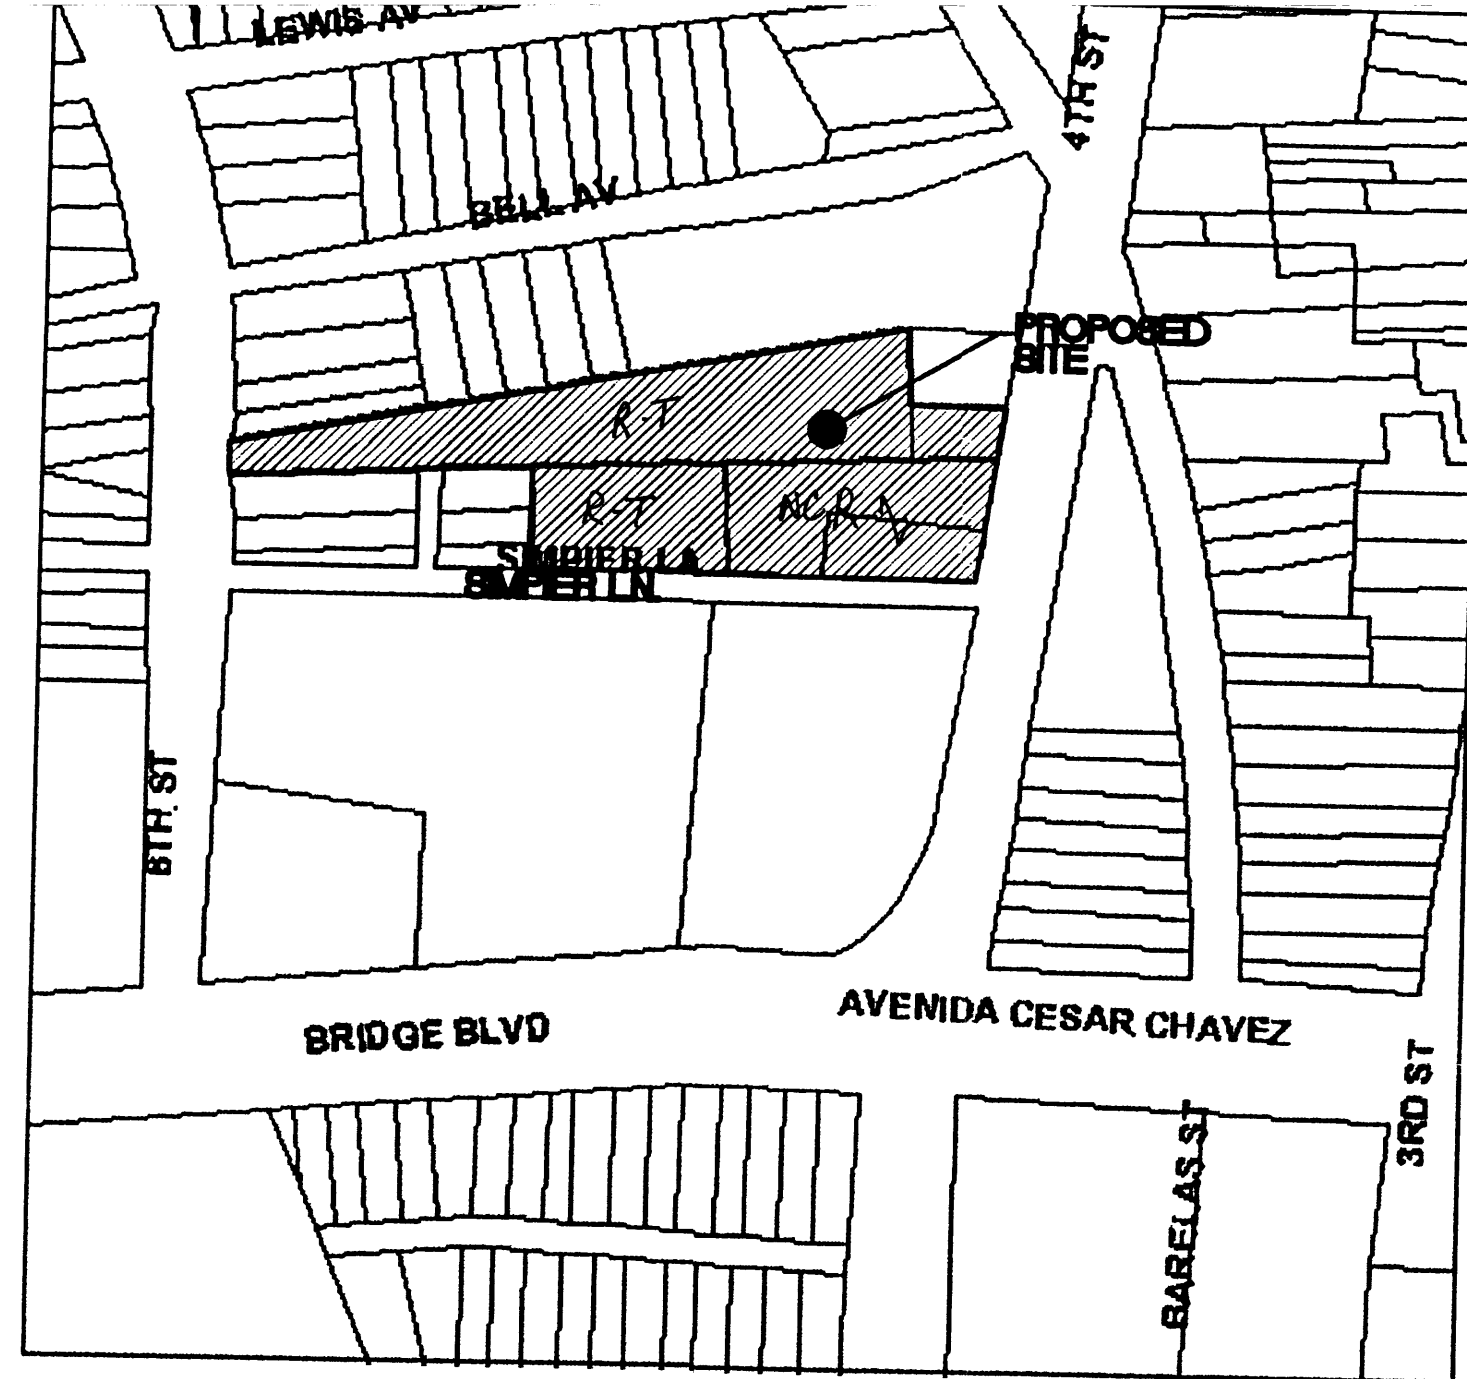 LEWIS AV
4TH ST
BELL AV
PROPOSED
SITE
R-T
R-T
SIMPIER LA
SIMPIER LN.
8TH. ST
BRIDGE BLVD
AVENIDA CESAR CHAVEZ
3RD ST
BARELAS ST